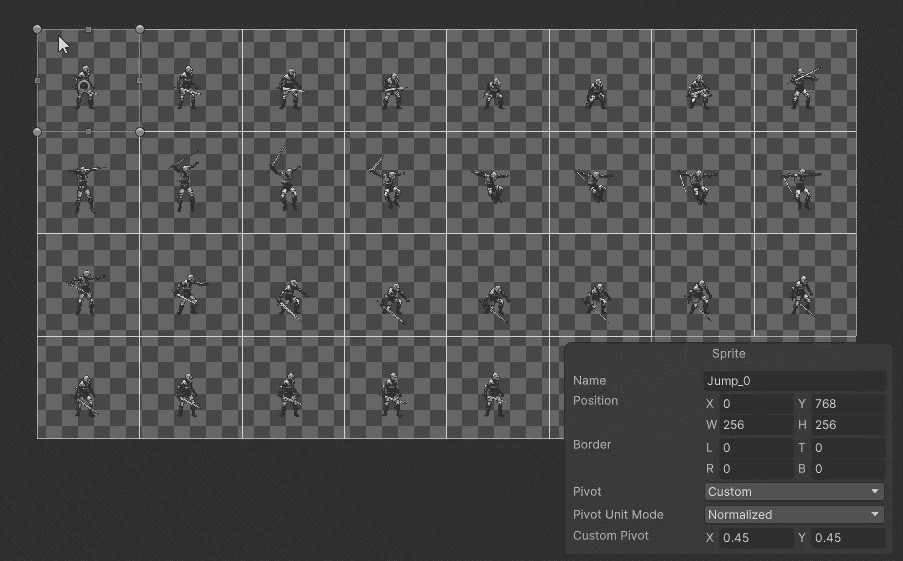 Sprite
Name Jump_0
Position X 0 Y 768
W 256 H 256
Border L 0 T 0
R 0 B 0
Pivot Custom
Pivot Unit Mode Normalized
Custom Pivot X 0.45 Y 0.45